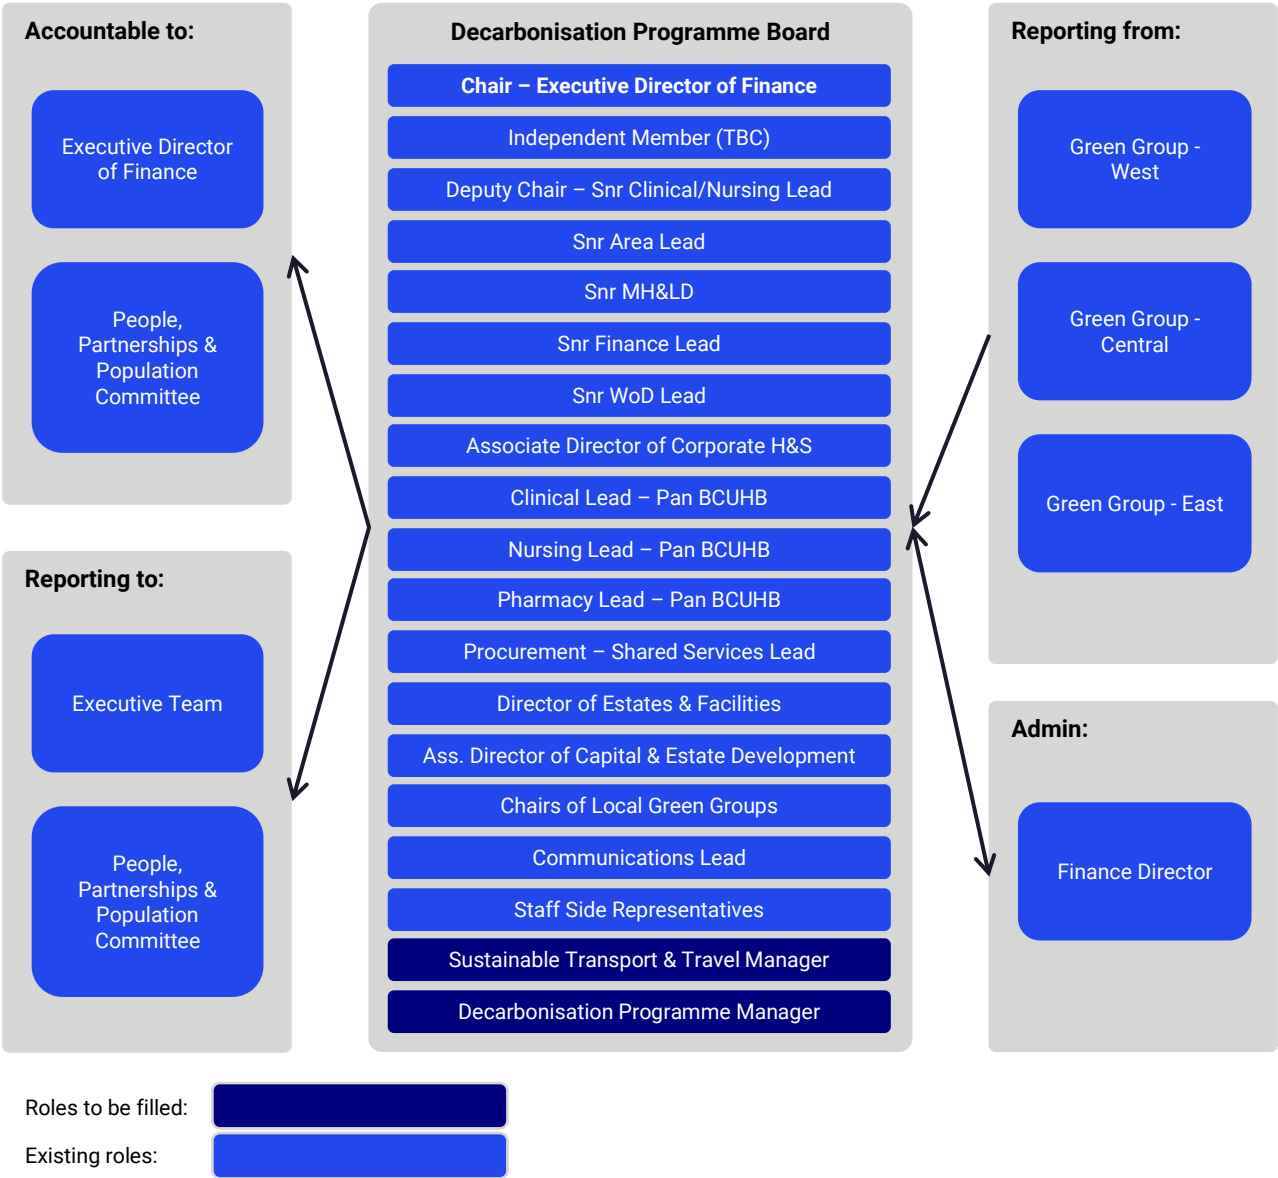 Accountable to:
Executive Director
of Finance
People,
Partnerships &
Population
Committee
Reporting to:
Executive Team
People,
Partnerships &
Population
Committee
Decarbonisation Programme Board
Chair – Executive Director of Finance
Independent Member (TBC)
Deputy Chair – Snr Clinical/Nursing Lead
Snr Area Lead
Snr MH&LD
Snr Finance Lead
Snr WoD Lead
Associate Director of Corporate H&S
Clinical Lead – Pan BCUHB
Nursing Lead – Pan BCUHB
Pharmacy Lead – Pan BCUHB
Procurement – Shared Services Lead
Director of Estates & Facilities
Ass. Director of Capital & Estate Development
Chairs of Local Green Groups
Communications Lead
Staff Side Representatives
Sustainable Transport & Travel Manager
Decarbonisation Programme Manager
Reporting from:
Green Group -
West
Green Group -
Central
Green Group - East
Admin:
Finance Director
Roles to be filled:
Existing roles: